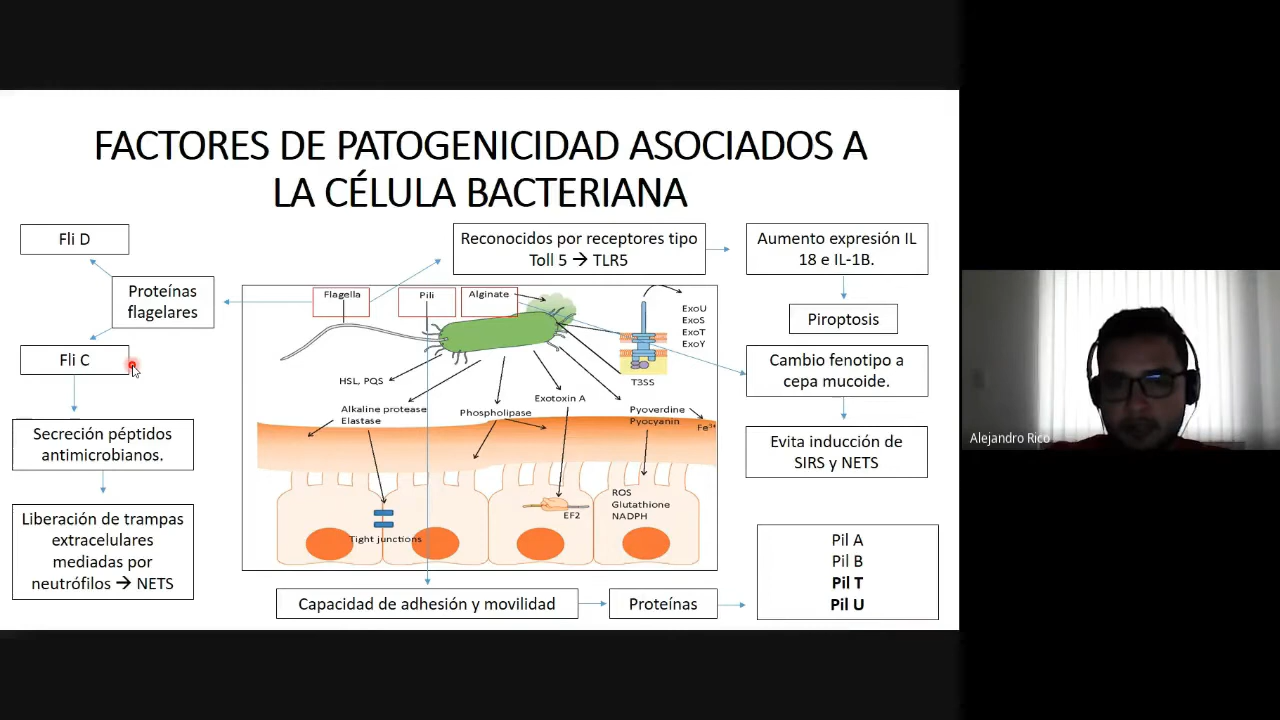 FACTORES DE PATOGENICIDAD ASOCIADOS A
LA CÉLULA BACTERIANA
Fli D
Proteínas
flagelares
Fli C
Secreción péptidos
antimicrobianos.
Liberación de trampas
extracelulares
mediadas por
neutrófilos → NETS
Reconocidos por receptores tipo
Toll 5 → TLR5
Aumento expresión IL
18 e IL-1B.
Piroptosis
Cambio fenotipo a
cepa mucoide.
Evita inducción de
SIRS y NETS
Flagella
Pili
Alginate
ExoU
ExoS
ExoT
ExoY
T3SS
HSL, PQS
Alkaline protease
Elastase
Phospholipase
Exotoxin A
Pyoverdine
Pyocyanin
Fe³⁺
EF2
ROS
Glutathione
NADPH
Tight junctions
Capacidad de adhesión y movilidad
Proteínas
Pil A
Pil B
Pil T
Pil U
Alejandro Rico